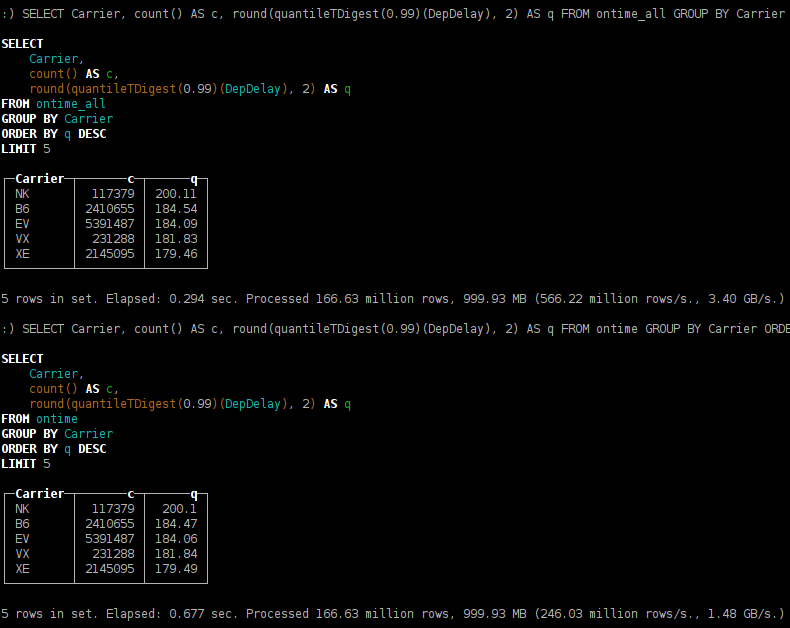 :) SELECT Carrier, count() AS c, round(quantileTDigest(0.99)(DepDelay), 2) AS q FROM ontime_all GROUP BY Carrier
SELECT
Carrier,
count() AS c,
round(quantileTDigest(0.99)(DepDelay), 2) AS q
FROM ontime_all
GROUP BY Carrier
ORDER BY q DESC
LIMIT 5
Carrier c q
NK 117379 200.11
B6 2410655 184.54
EV 5391487 184.09
VX 231288 181.83
XE 2145095 179.46
5 rows in set. Elapsed: 0.294 sec. Processed 166.63 million rows, 999.93 MB (566.22 million rows/s., 3.40 GB/s.)
:) SELECT Carrier, count() AS c, round(quantileTDigest(0.99)(DepDelay), 2) AS q FROM ontime GROUP BY Carrier ORDE
SELECT
Carrier,
count() AS c,
round(quantileTDigest(0.99)(DepDelay), 2) AS q
FROM ontime
GROUP BY Carrier
ORDER BY q DESC
LIMIT 5
Carrier c q
NK 117379 200.1
B6 2410655 184.47
EV 5391487 184.06
VX 231288 181.84
XE 2145095 179.49
5 rows in set. Elapsed: 0.677 sec. Processed 166.63 million rows, 999.93 MB (246.03 million rows/s., 1.48 GB/s.)